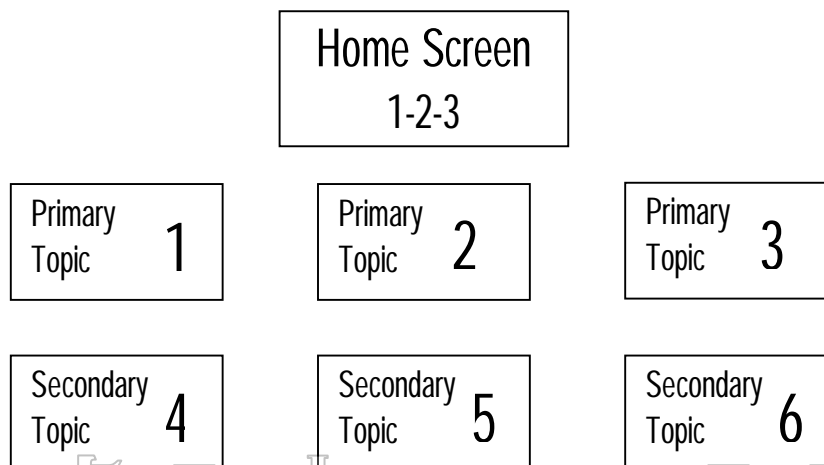 Home Screen
1-2-3
Primary
Topic 1
Primary
Topic 2
Primary
Topic 3
Secondary
Topic 4
Secondary
Topic 5
Secondary
Topic 6